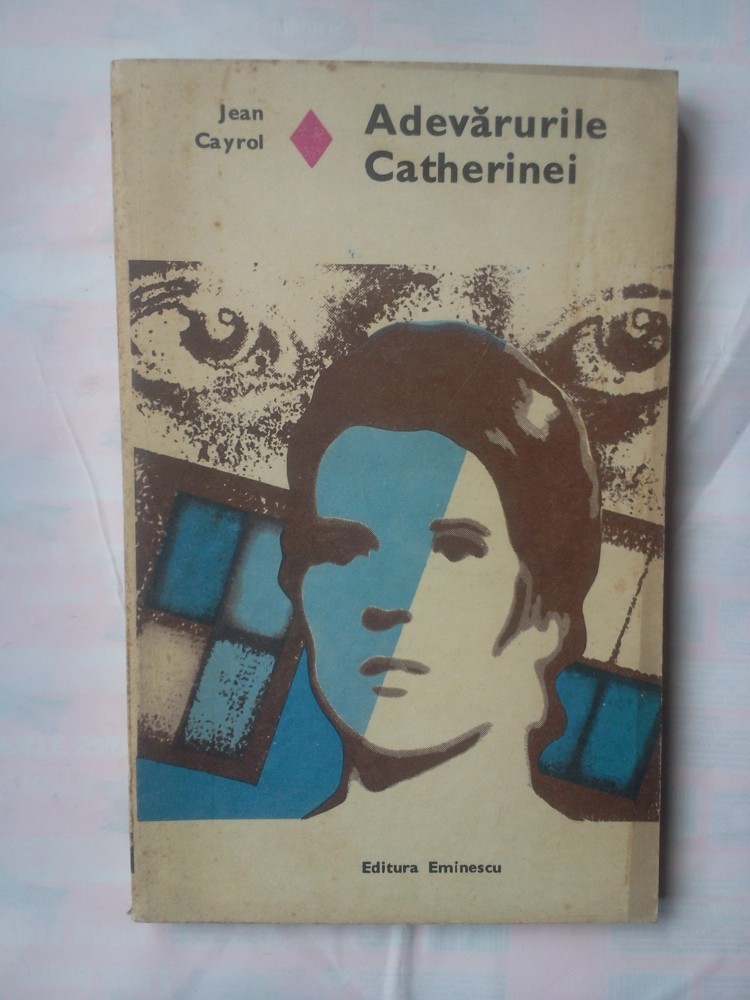 Jean
Cayrol
Adevărurile
Catherinei
Editura Eminescu